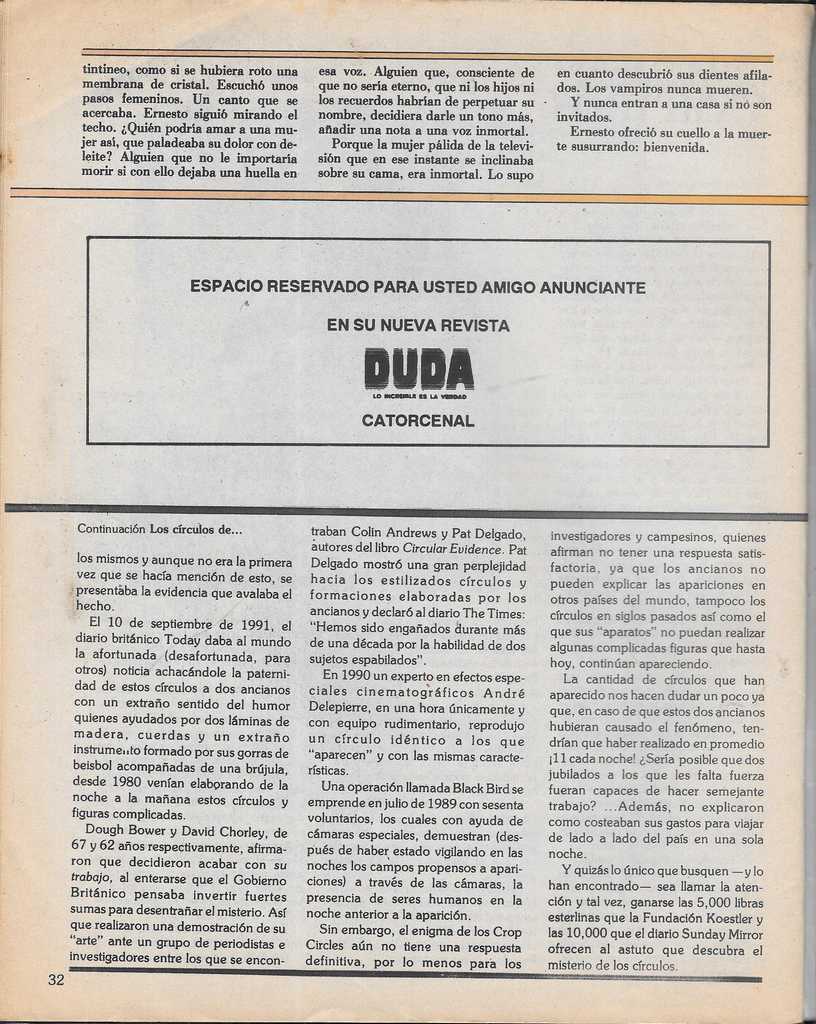 tintineo, como si se hubiera roto una
membrana de cristal. Escuchó unos
pasos femeninos. Un canto que se
acercaba. Ernesto siguió mirando el
techo. ¿Quién podría amar a una mu-
jer así, que paladeaba su dolor con de-
leite? Alguien que no le importaría
morir si con ello dejaba una huella en
esa voz. Alguien que, consciente de
que no sería eterno, que ni los hijos ni
los recuerdos habrían de perpetuar su
nombre, decidiera darle un tono más,
añadir una nota a una voz inmortal.
Porque la mujer pálida de la televi-
sión que en ese instante se inclinaba
sobre su cama, era inmortal. Lo supo
en cuanto descubrió sus dientes afila-
dos. Los vampiros nunca mueren.
Y nunca entran a una casa si no son
invitados.
Ernesto ofreció su cuello a la muer-
te susurrando: bienvenida.
ESPACIO RESERVADO PARA USTED AMIGO ANUNCIANTE
EN SU NUEVA REVISTA
DUDA
LO INCREIBLE ES LA VERDAD
CATORCENAL
Continuación Los círculos de...
los mismos y aunque no era la primera
vez que se hacía mención de esto, se
presentaba la evidencia que avalaba el
hecho.
El 10 de septiembre de 1991, el
diario británico Today daba al mundo
la afortunada (desafortunada, para
otros) noticia achacándole la paterni-
dad de estos círculos a dos ancianos
con un extraño sentido del humor
quienes ayudados por dos láminas de
madera, cuerdas y un extraño
instrumento formado por sus gorras de
beisbol acompañadas de una brújula,
desde 1980 venían elaborando de la
noche a la mañana estos círculos y
figuras complicadas.
Dough Bower y David Chorley, de
67 y 62 años respectivamente, afirma-
ron que decidieron acabar con su
trabajo, al enterarse que el Gobierno
Británico pensaba invertir fuertes
sumas para desentrañar el misterio. Así
que realizaron una demostración de su
"arte" ante un grupo de periodistas e
investigadores entre los que se encon-
traban Colin Andrews y Pat Delgado,
autores del libro Circular Evidence. Pat
Delgado mostró una gran perplejidad
hacia los estilizados círculos y
formaciones elaboradas por los
ancianos y declaró al diario The Times:
"Hemos sido engañados durante más
de una década por la habilidad de dos
sujetos espabilados".
En 1990 un experto en efectos espe-
ciales cinematográficos André
Delepierre, en una hora únicamente y
con equipo rudimentario, reprodujo
un círculo idéntico a los que
"aparecen" y con las mismas caracte-
rísticas.
Una operación llamada Black Bird se
emprende en julio de 1989 con sesenta
voluntarios, los cuales con ayuda de
cámaras especiales, demuestran (des-
pués de haber estado vigilando en las
noches los campos propensos a apari-
ciones) a través de las cámaras, la
presencia de seres humanos en la
noche anterior a la aparición.
Sin embargo, el enigma de los Crop
Circles aún no tiene una respuesta
definitiva, por lo menos para los
investigadores y campesinos, quienes
afirman no tener una respuesta satis-
factoria, ya que los ancianos no
pueden explicar las apariciones en
otros países del mundo, tampoco los
círculos en siglos pasados así como el
que sus "aparatos" no puedan realizar
algunas complicadas figuras que hasta
hoy, continúan apareciendo.
La cantidad de círculos que han
aparecido nos hacen dudar un poco ya
que, en caso de que estos dos ancianos
hubieran causado el fenómeno, ten-
drían que haber realizado en promedio
¡11 cada noche! ¿Sería posible que dos
jubilados a los que les falta fuerza
fueran capaces de hacer semejante
trabajo? ...Además, no explicaron
como costeaban sus gastos para viajar
de lado a lado del país en una sola
noche.
Y quizás lo único que busquen —y lo
han encontrado— sea llamar la aten-
ción y tal vez, ganarse las 5,000 libras
esterlinas que la Fundación Koestler y
las 10,000 que el diario Sunday Mirror
ofrecen al astuto que descubra el
misterio de los círculos.
32